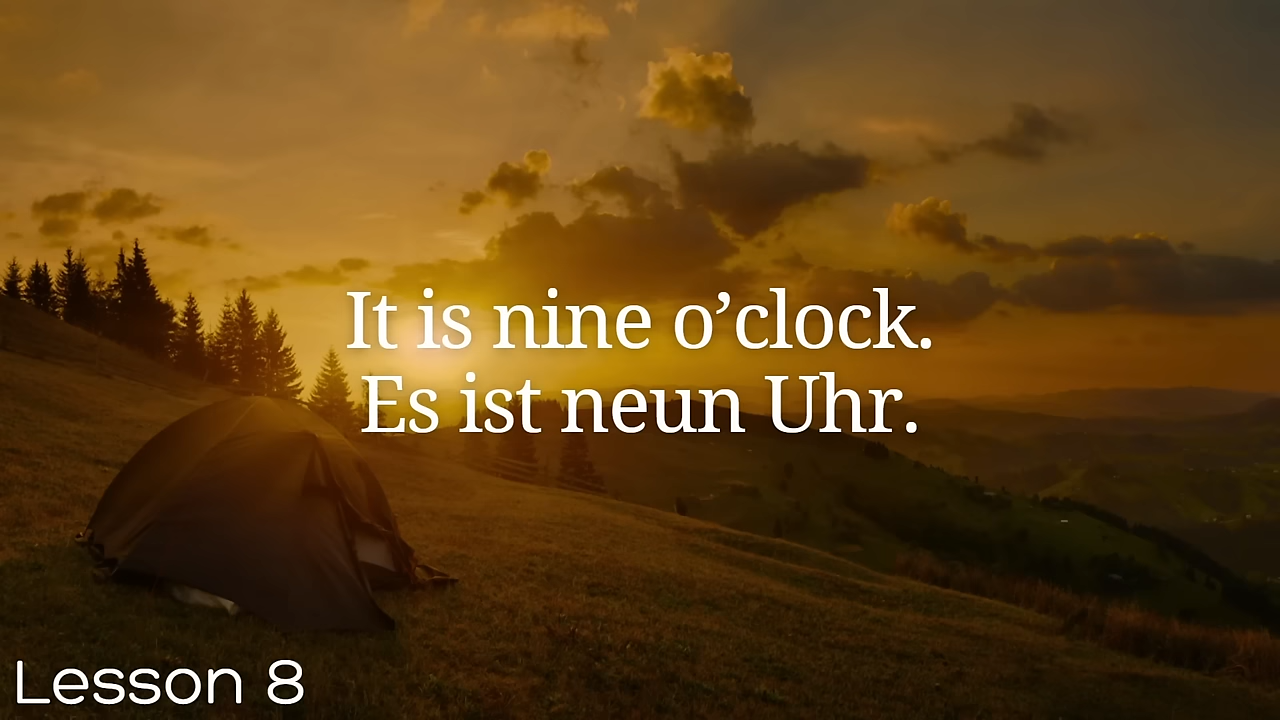 It is nine o’clock.
Es ist neun Uhr.
Lesson 8